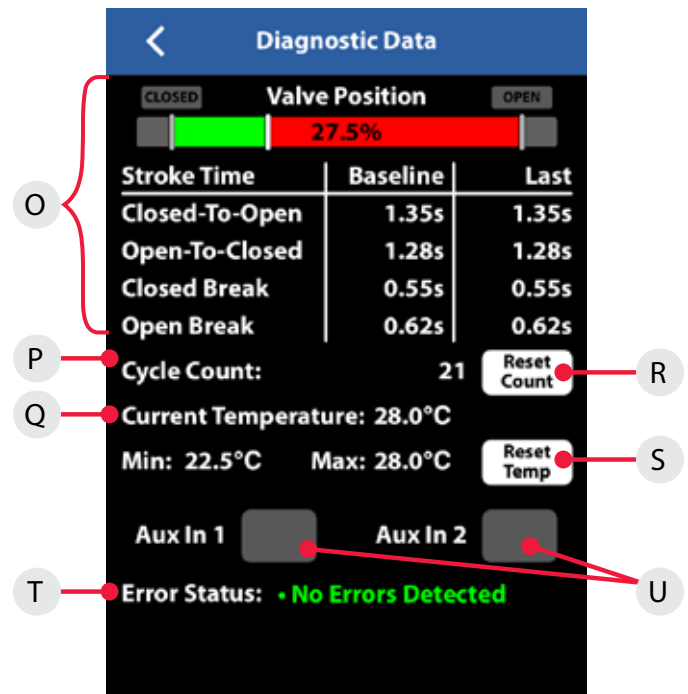 Diagnostic Data
CLOSED Valve Position OPEN
27.5%
Stroke Time Baseline Last
Closed-To-Open 1.35s 1.35s
Open-To-Closed 1.28s 1.28s
Closed Break 0.55s 0.55s
Open Break 0.62s 0.62s
Cycle Count: 21 Reset Count
Current Temperature: 28.0°C
Min: 22.5°C Max: 28.0°C Reset Temp
Aux In 1 Aux In 2
Error Status: • No Errors Detected
O
P
Q
R
S
T
U